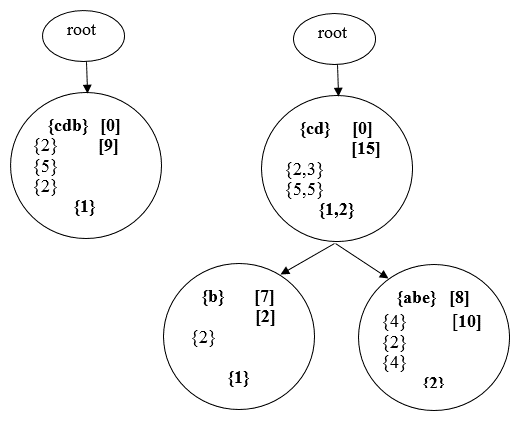 root
{cdb} [0]
{2} [9]
{5}
{2}
{1}
root
{cd} [0]
[15]
{2,3}
{5,5}
{1,2}
{b} [7]
[2]
{2}
{1}
{abe} [8]
{4} [10]
{2}
{4}
{2}